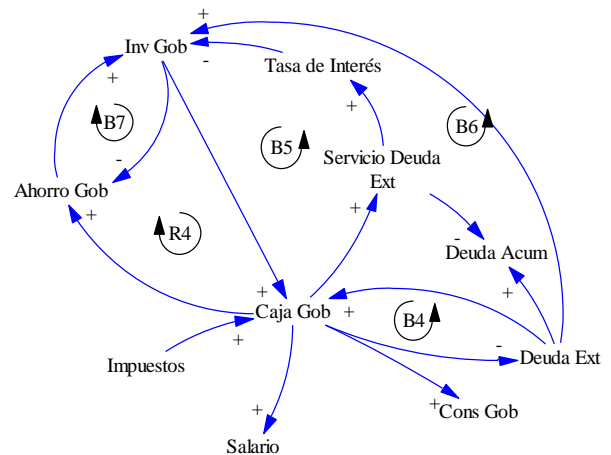 +
Inv Gob
-
+
Tasa de Interés
+
B7
B5
B6
-
Servicio Deuda
Ext
Ahorro Gob
+
+
R4
-
Deuda Acum
+
+
Caja Gob
+
B4
+
-
Impuestos
Deuda Ext
+
+
Cons Gob
Salario